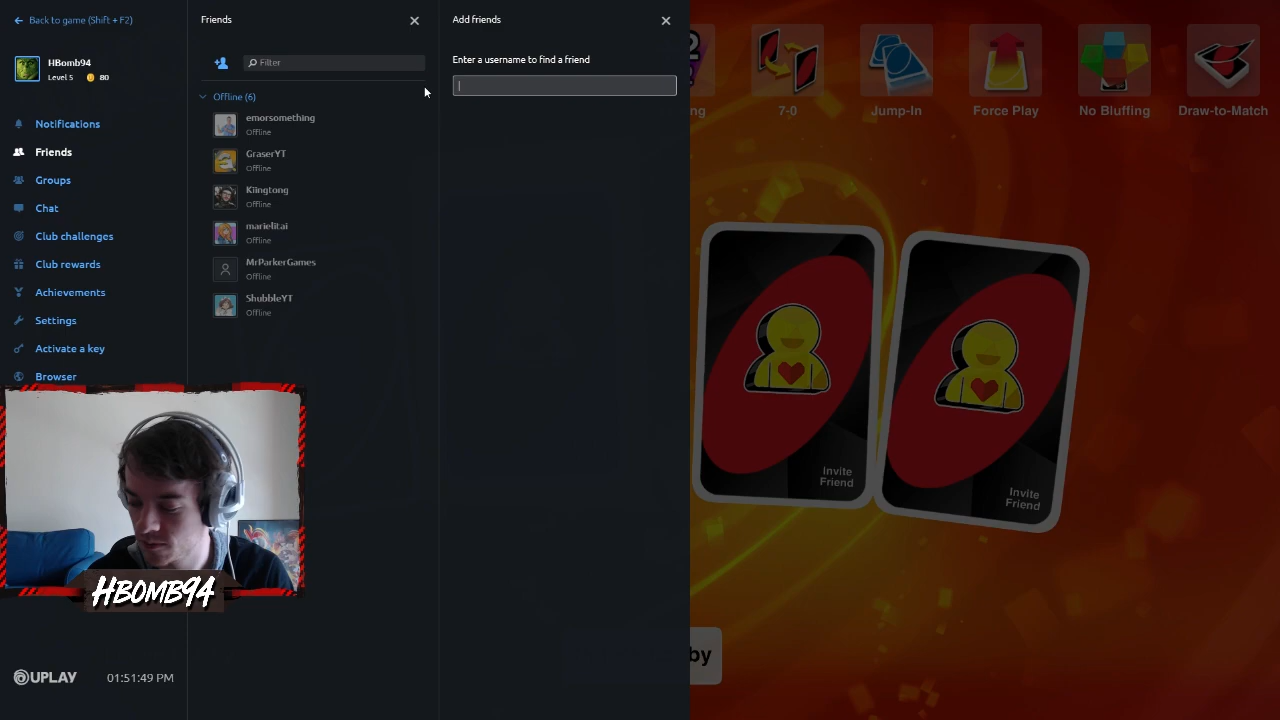 Back to game (Shift + F2)
HBomb94
Level 5 80
Notifications
Friends
Groups
Chat
Club challenges
Club rewards
Achievements
Settings
Activate a key
Browser
Friends
Filter
Offline (6)
emorsomething
Offline
GraserYT
Offline
Kiingtong
Offline
marielitai
Offline
MrParkerGames
Offline
ShubbleYT
Offline
Add friends
Enter a username to find a friend
ng
7-0
Jump-In
Force Play
No Bluffing
Draw-to-Match
Invite
Friend
Invite
Friend
by
HBOMB94
UPLAY
01:51:49 PM